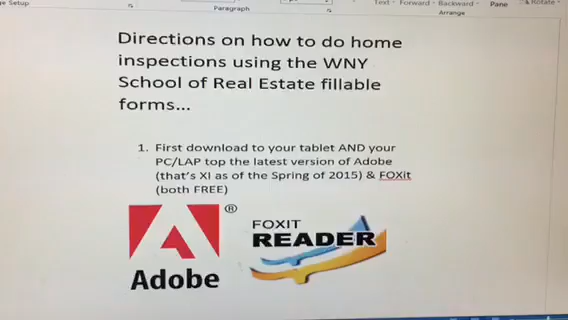 ge Setup
Paragraph
Text - Forward - Backward -
Pane
Rotate
Arrange
Directions on how to do home
inspections using the WNY
School of Real Estate fillable
forms...
1. First download to your tablet AND your
PC/LAP top the latest version of Adobe
(that's XI as of the Spring of 2015) & FOXit
(both FREE)
Adobe
®
FOXIT
READER